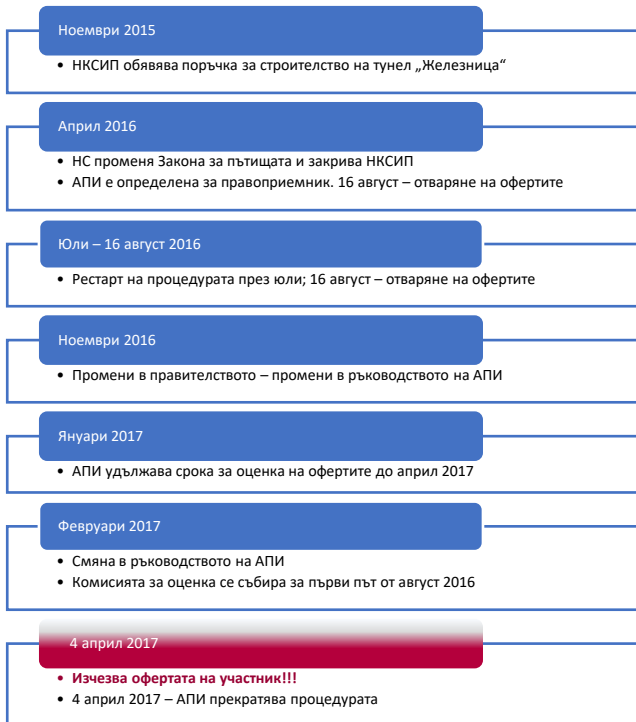 Ноември 2015
• НКСИП обявява поръчка за строителство на тунел „Железница“
Април 2016
• НС променя Закона за пътищата и закрива НКСИП
• АПИ е определена за правоприемник. 16 август – отваряне на офертите
Юли – 16 август 2016
• Рестарт на процедурата през юли; 16 август – отваряне на офертите
Ноември 2016
• Промени в правителството – промени в ръководството на АПИ
Януари 2017
• АПИ удължава срока за оценка на офертите до април 2017
Февруари 2017
• Смяна в ръководството на АПИ
• Комисията за оценка се събира за първи път от август 2016
4 април 2017
• Изчезва офертата на участник!!!
• 4 април 2017 – АПИ прекратява процедурата